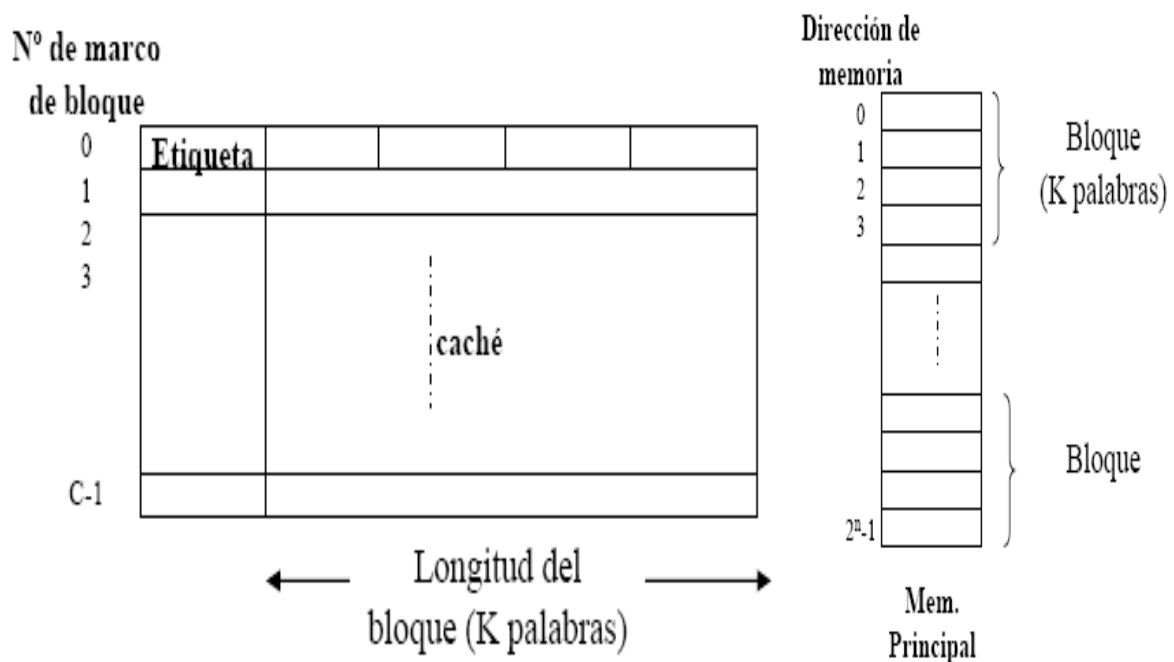 Nº de marco
de bloque
0
1
2
3
C-1
Etiqueta
caché
Longitud del
bloque (K palabras)
Dirección de
memoria
0
1
2
3
2ⁿ-1
Bloque
(K palabras)
Bloque
Mem.
Principal